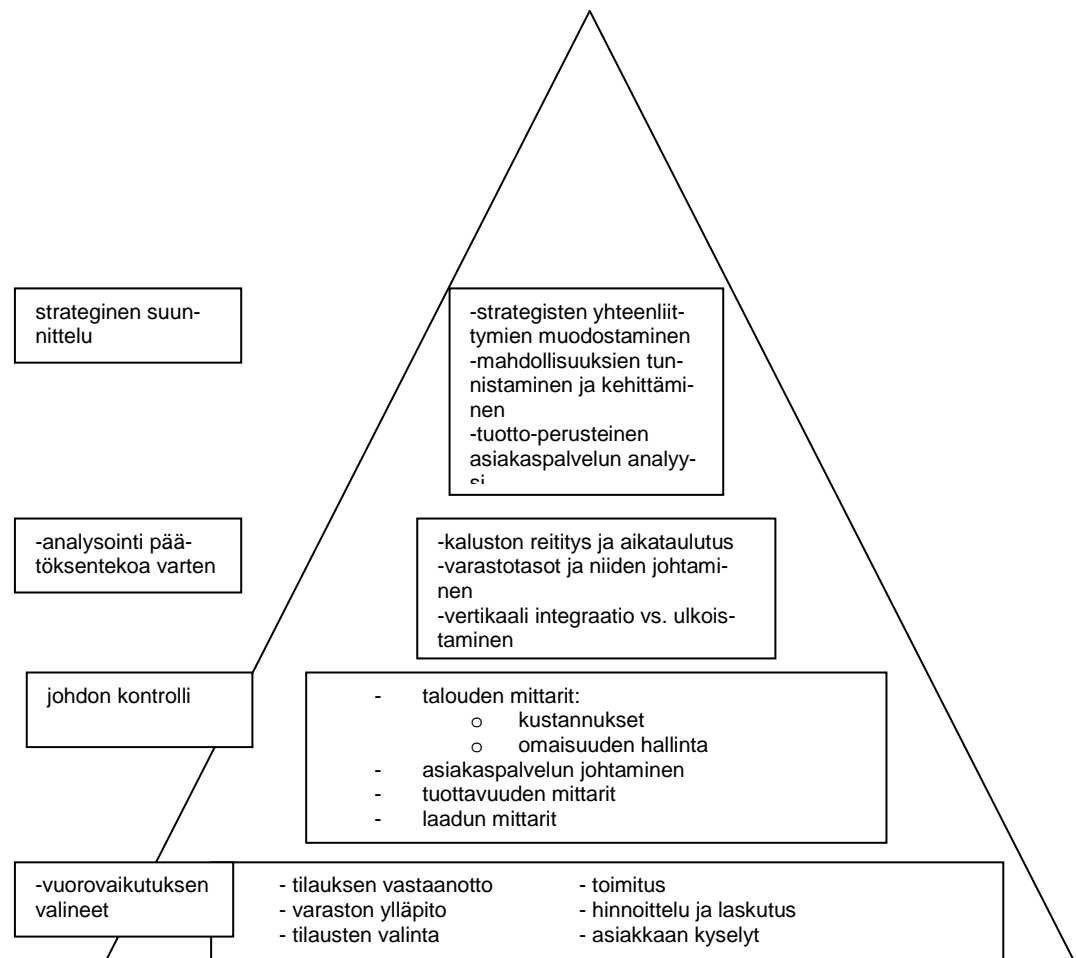 strateginen suun-
nittelu
-strategisten yhteenliit-
tymien muodostaminen
-mahdollisuuksien tun-
nistaminen ja kehittämi-
nen
-tuotto-perusteinen
asiakaspalvelun analyy-
si
-analysointi pää-
töksentekoa varten
-kaluston reititys ja aikataulutus
-varastotasot ja niiden johtami-
nen
-vertikaali integraatio vs. ulkois-
taminen
johdon kontrolli
- talouden mittarit:
o kustannukset
o omaisuuden hallinta
- asiakaspalvelun johtaminen
- tuottavuuden mittarit
- laadun mittarit
-vuorovaikutuksen
valineet
- tilauksen vastaanotto
- varaston ylläpito
- tilausten valinta
- toimitus
- hinnoittelu ja laskutus
- asiakkaan kyselyt